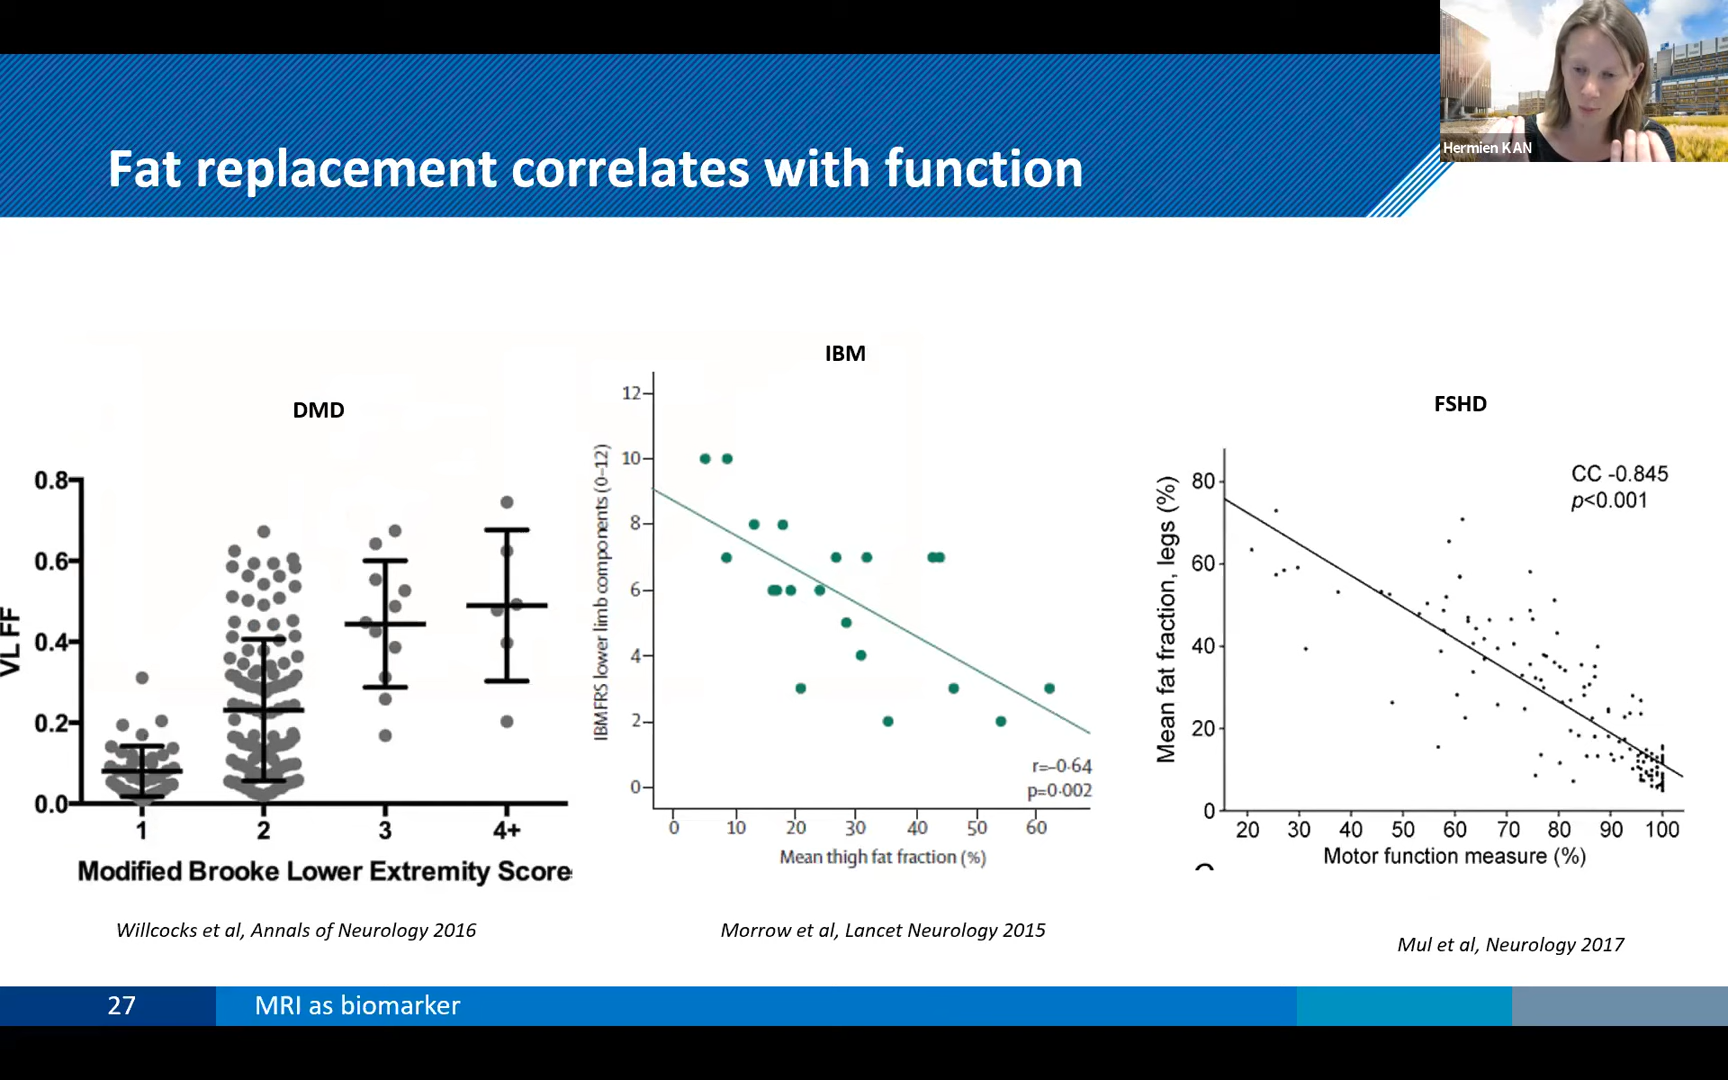 Hermien KAN
Fat replacement correlates with function
DMD
0.8
0.6
0.4
0.2
0.0
VL FF
1 2 3 4+
Modified Brooke Lower Extremity Score
Willcocks et al, Annals of Neurology 2016
IBM
12
10
8
6
4
2
0
IBMFRS lower limb components (0–12)
r=–0·64
p=0·002
0 10 20 30 40 50 60
Mean thigh fat fraction (%)
Morrow et al, Lancet Neurology 2015
FSHD
CC -0.845
p<0.001
80
60
40
20
0
Mean fat fraction, legs (%)
20 30 40 50 60 70 80 90 100
Motor function measure (%)
Mul et al, Neurology 2017
27
MRI as biomarker